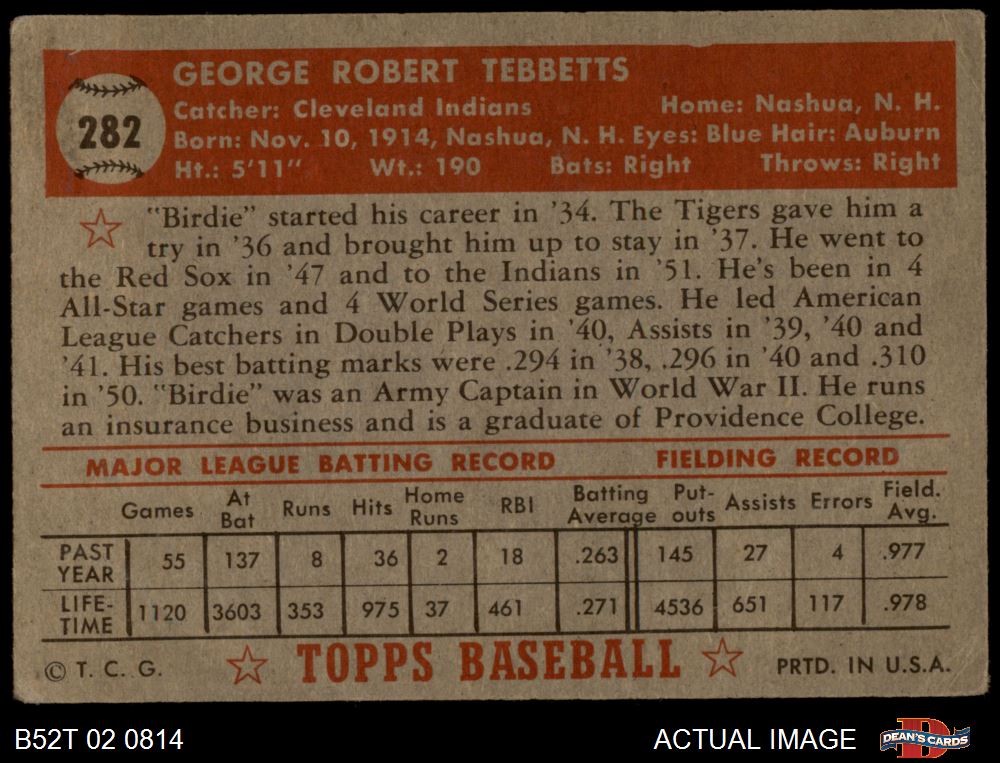 282
GEORGE ROBERT TEBBETTS
Catcher: Cleveland Indians Home: Nashua, N. H.
Born: Nov. 10, 1914, Nashua, N. H. Eyes: Blue Hair: Auburn
Ht.: 5'11" Wt.: 190 Bats: Right Throws: Right
"Birdie" started his career in '34. The Tigers gave him a
try in '36 and brought him up to stay in '37. He went to
the Red Sox in '47 and to the Indians in '51. He's been in 4
All-Star games and 4 World Series games. He led American
League Catchers in Double Plays in '40, Assists in '39, '40 and
'41. His best batting marks were .294 in '38, .296 in '40 and .310
in '50. "Birdie" was an Army Captain in World War II. He runs
an insurance business and is a graduate of Providence College.
MAJOR LEAGUE BATTING RECORD FIELDING RECORD
Games At Bat Runs Hits Home Runs RBI Batting Average Put-outs Assists Errors Field. Avg.
PAST YEAR 55 137 8 36 2 18 .263 145 27 4 .977
LIFE-TIME 1120 3603 353 975 37 461 .271 4536 651 117 .978
© T. C. G. TOPPS BASEBALL PRTD. IN U.S.A.
B52T 02 0814 ACTUAL IMAGE DEAN'S CARDS